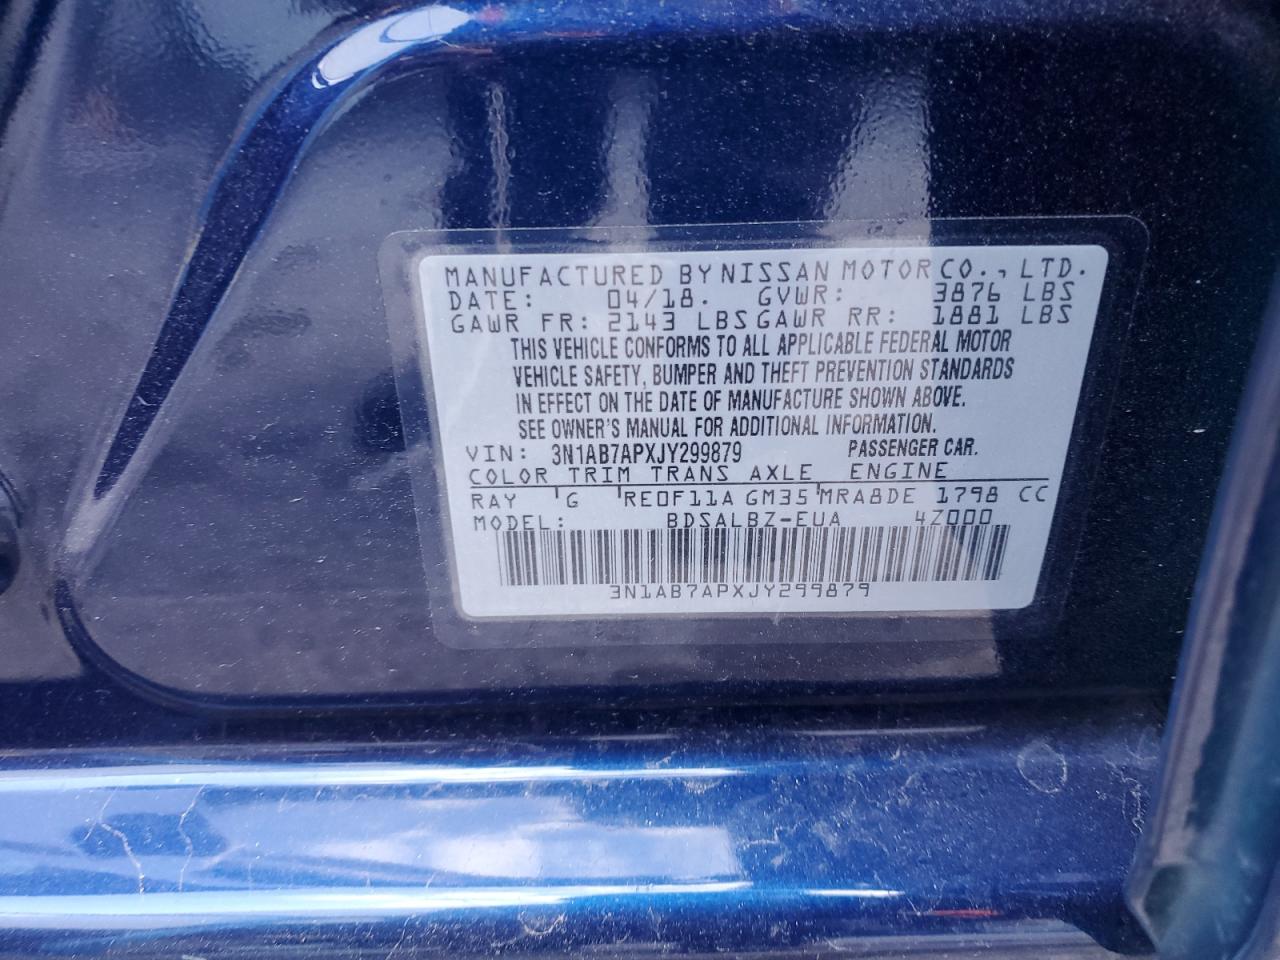 MANUFACTURED BY NISSAN MOTOR CO., LTD.
DATE: 04/18. GVWR: 3876 LBS
GAWR FR: 2143 LBS GAWR RR: 1881 LBS
THIS VEHICLE CONFORMS TO ALL APPLICABLE FEDERAL MOTOR
VEHICLE SAFETY, BUMPER AND THEFT PREVENTION STANDARDS
IN EFFECT ON THE DATE OF MANUFACTURE SHOWN ABOVE.
SEE OWNER'S MANUAL FOR ADDITIONAL INFORMATION.
VIN: 3N1AB7APXJY299879 PASSENGER CAR.
COLOR TRIM TRANS AXLE ENGINE
RAY G RE0F11A GM35 MRA8DE 1798 CC
MODEL: BDSALBZ-EUA 4Z000
3N1AB7APXJY299879